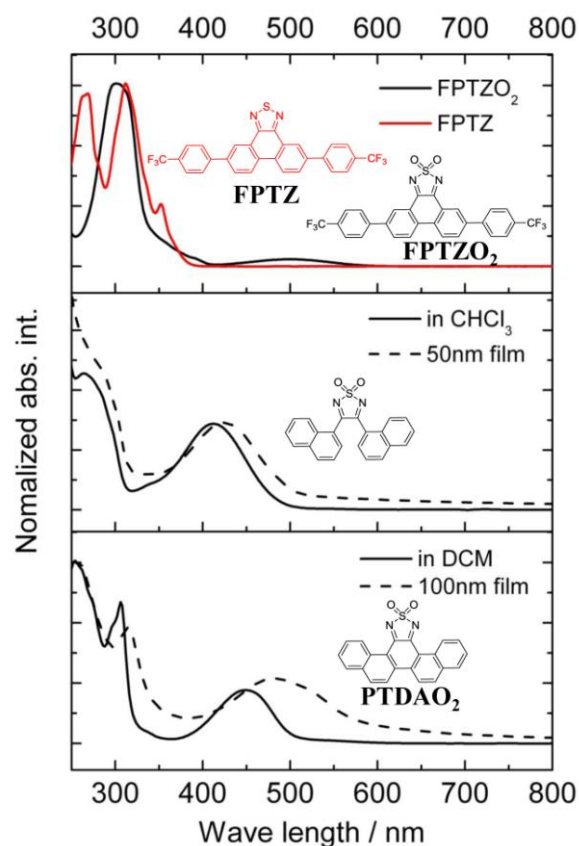 300 400 500 600 700 800
FPTZO₂
FPTZ
S
N N
F₃C CF₃
FPTZ
O O
S
N N
F₃C CF₃
FPTZO₂
in CHCl₃
50nm film
O O
S
N N
in DCM
100nm film
O O
S
N N
PTDAO₂
Nomalized abs. int.
300 400 500 600 700 800
Wave length / nm